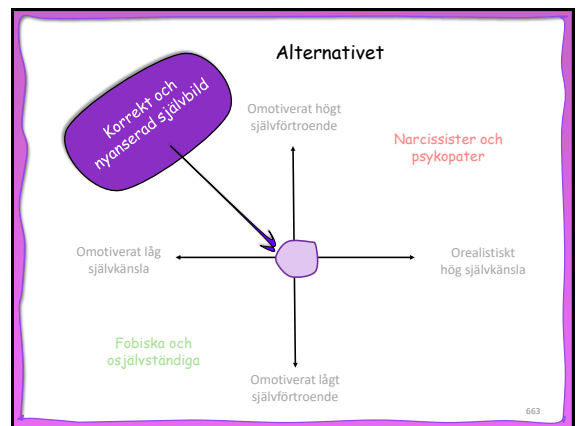 Alternativet
Korrekt och
nyanserad självbild
Omotiverat högt
självförtroende
Narcissister och
psykopater
Omotiverat låg
självkänsla
Orealistiskt
hög självkänsla
Fobiska och
osjälvständiga
Omotiverat lågt
självförtroende
663